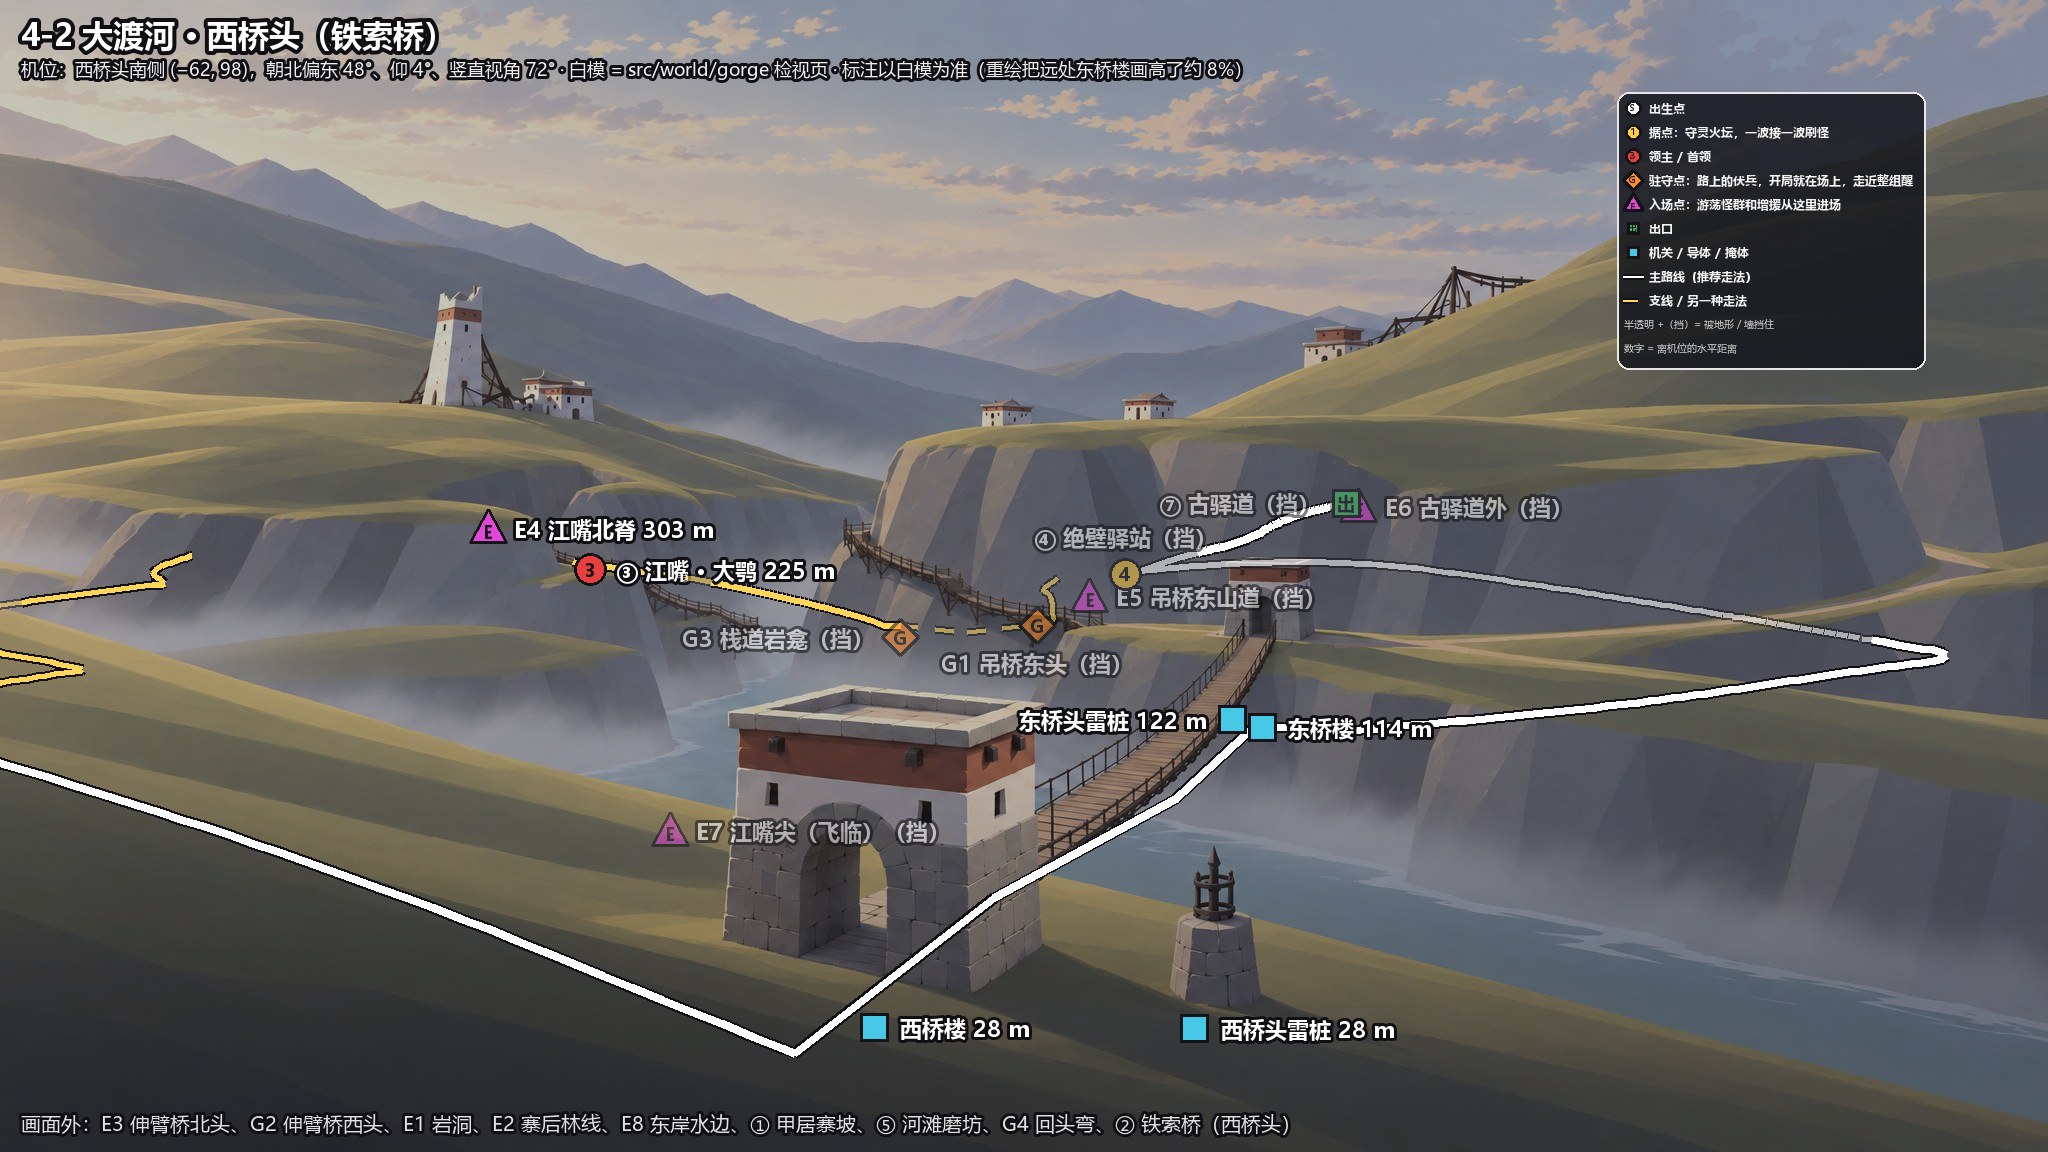 4-2 大渡河·西桥头（铁索桥）
机位：西桥头南侧 (−62, 98)，朝北偏东 48°、仰 4°、竖直视角 72° · 白模 = src/world/gorge 检视页 · 标注以白模为准（重绘把远处东桥楼画高了约 8%）
S 出生点
1 据点：守灵火坛，一波接一波刷怪
3 领主 / 首领
G 驻守点：路上的伏兵，开局就在场上，走近整组醒
E 入场点：游荡怪群和增援从这里进场
出 出口
机关 / 导体 / 掩体
主路线（推荐走法）
支线 / 另一种走法
半透明 +（挡）= 被地形 / 墙挡住
数字 = 离机位的水平距离
⑦ 古驿道（挡）
出
E E6 古驿道外（挡）
E E4 江嘴北脊 303 m
④ 绝壁驿站（挡）
3 ③ 江嘴·大鹗 225 m
4
E E5 吊桥东山道（挡）
G3 栈道岩龛（挡） G
G
G1 吊桥东头（挡）
东桥头雷桩 122 m
东桥楼 114 m
E E7 江嘴尖（飞临）（挡）
西桥楼 28 m
西桥头雷桩 28 m
画面外：E3 伸臂桥北头、G2 伸臂桥西头、E1 岩洞、E2 寨后林线、E8 东岸水边、① 甲居寨坡、⑤ 河滩磨坊、G4 回头弯、② 铁索桥（西桥头）